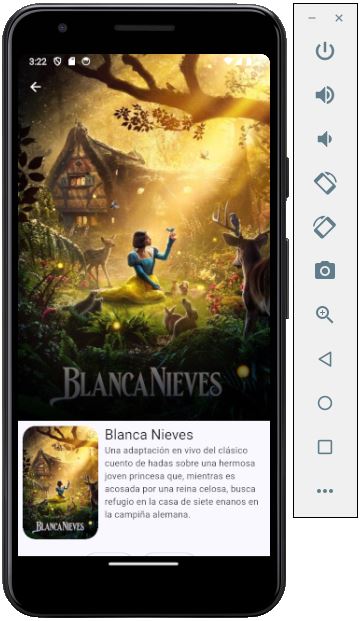 3:22
BLANCANIEVES
Blanca Nieves
Una adaptación en vivo del clásico
cuento de hadas sobre una hermosa
joven princesa que, mientras es
acosada por una reina celosa, busca
refugio en la casa de siete enanos en
la campiña alemana.
BLANCANIEVES